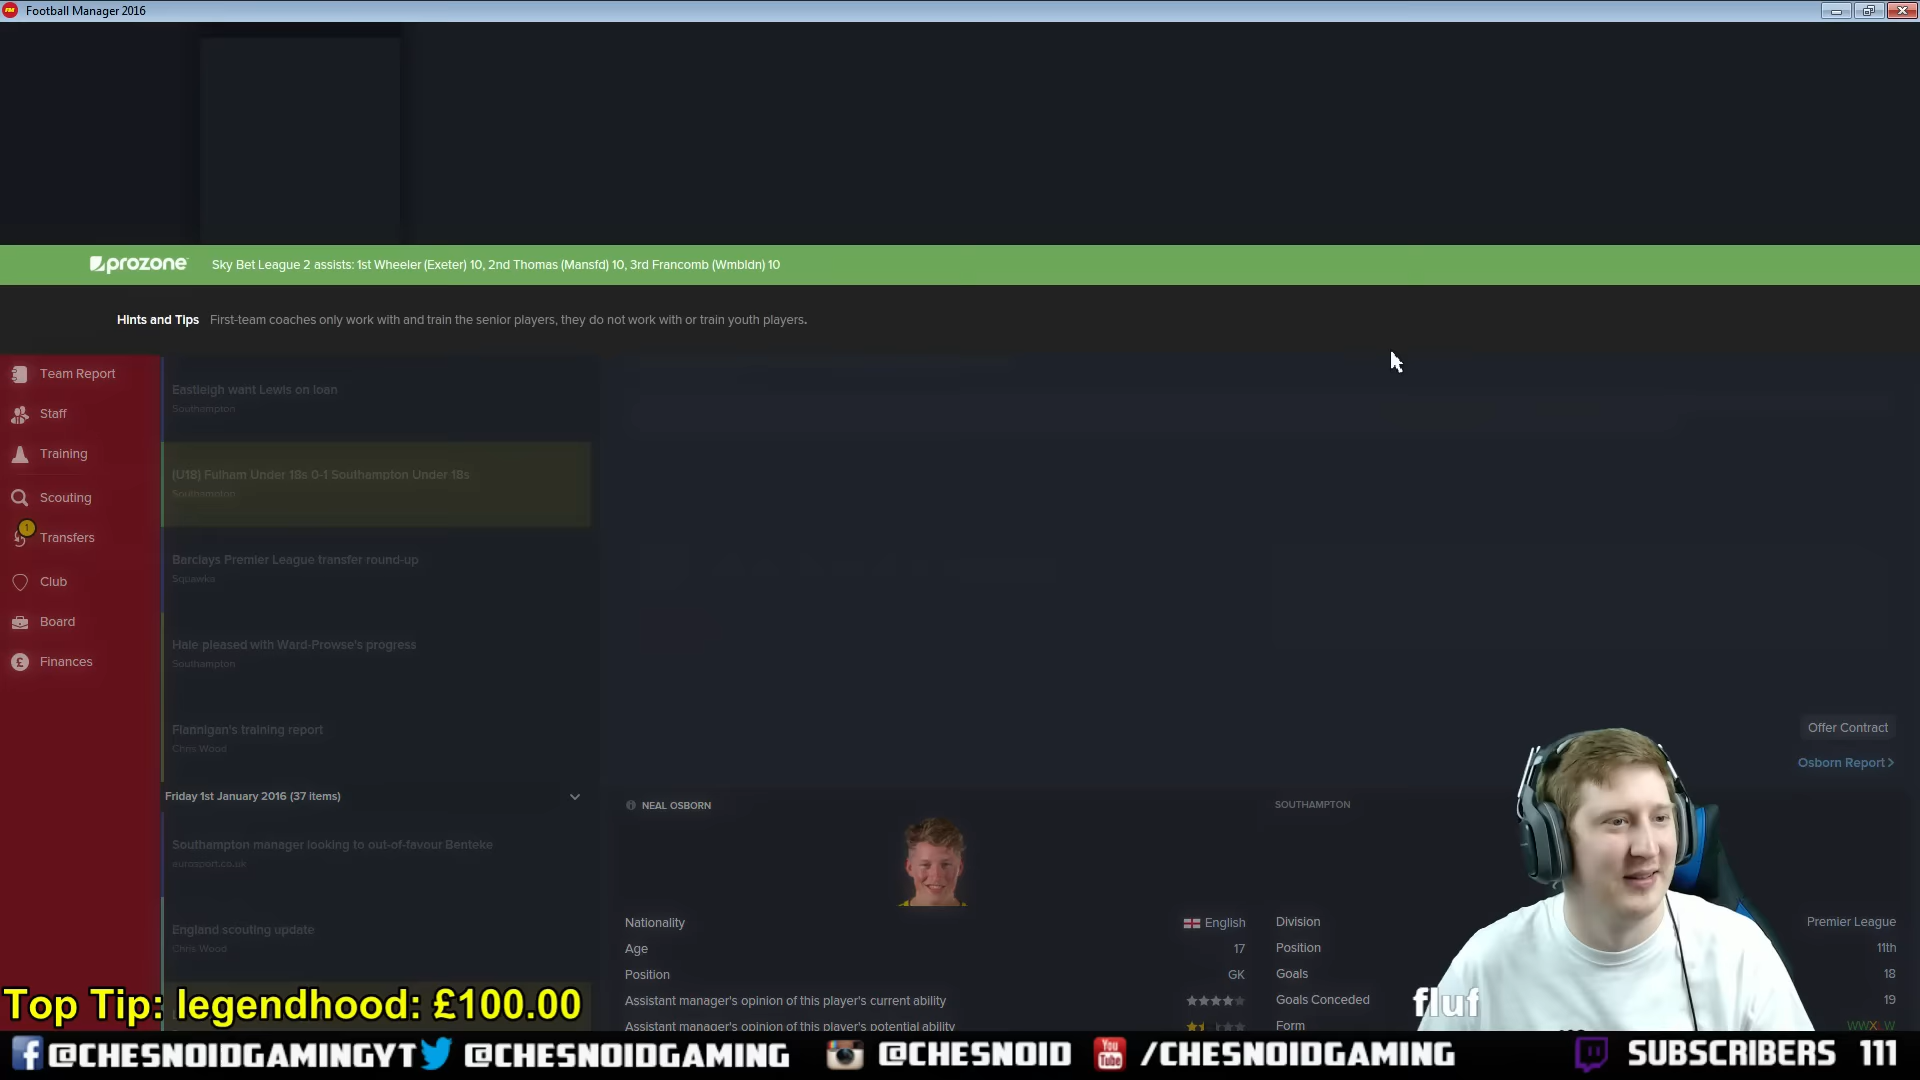 Football Manager 2016
prozone Sky Bet League 2 assists: 1st Wheeler (Exeter) 10, 2nd Thomas (Mansfd) 10, 3rd Francomb (Wmbldn) 10
Hints and Tips First-team coaches only work with and train the senior players, they do not work with or train youth players.
Team Report
Staff
Training
Scouting
1
Transfers
Club
Board
Finances
Eastleigh want Lewis on loan
Southampton
(U18) Fulham Under 18s 0-1 Southampton Under 18s
Southampton
Barclays Premier League transfer round-up
Squawka
Hale pleased with Ward-Prowse's progress
Southampton
Flannigan's training report
Chris Wood
Friday 1st January 2016 (37 items)
Southampton manager looking to out-of-favour Benteke
eurosport.co.uk
England scouting update
Chris Wood
Offer Contract
Osborn Report >
NEAL OSBORN
Nationality English
Age 17
Position GK
Assistant manager's opinion of this player's current ability
Assistant manager's opinion of this player's potential ability
SOUTHAMPTON
Division Premier League
Position 11th
Goals 18
Goals Conceded 19
Form
fluf
Top Tip: legendhood: £100.00
@CHESNOIDGAMINGYT @CHESNOIDGAMING @CHESNOID You Tube /CHESNOIDGAMING SUBSCRIBERS 111